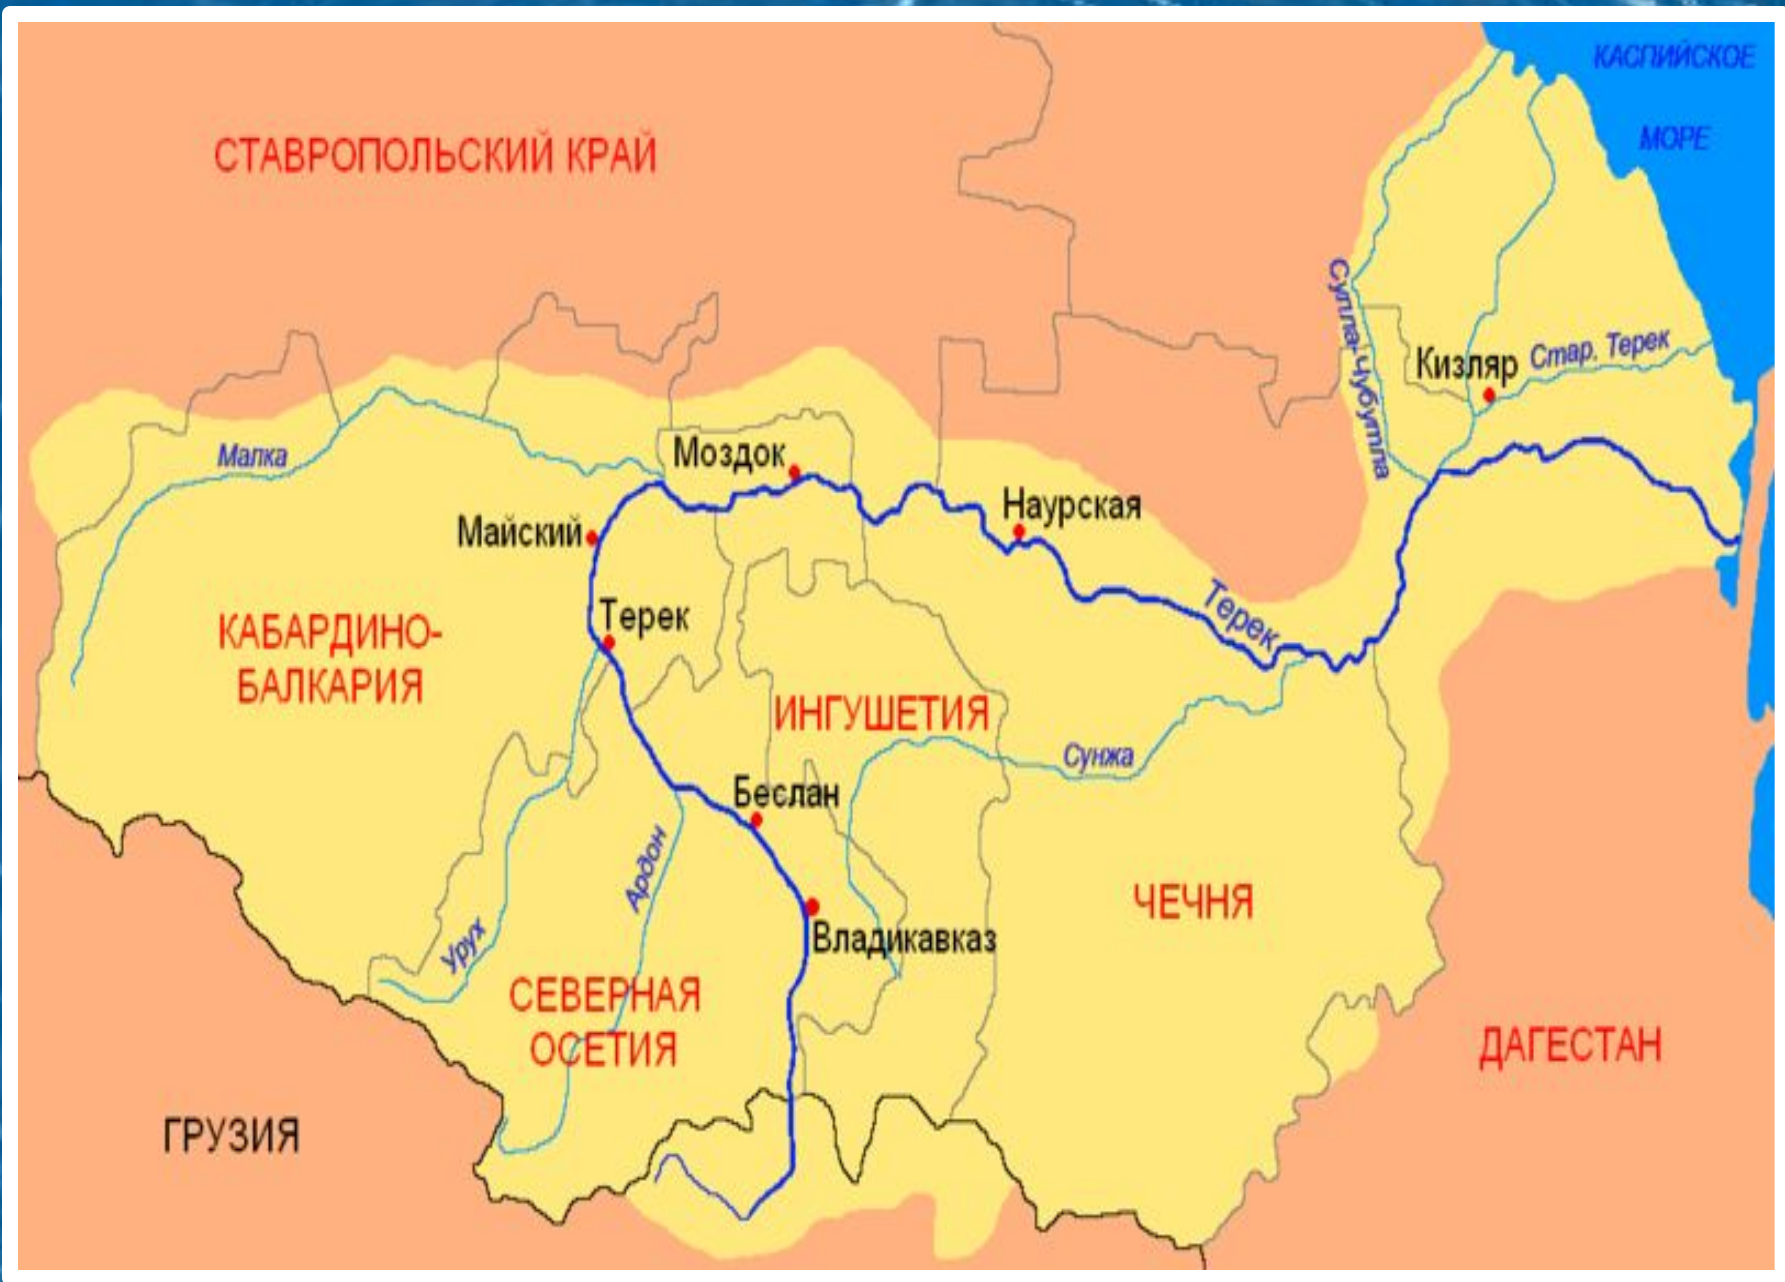 КАСПИЙСКОЕ
МОРЕ
СТАВРОПОЛЬСКИЙ КРАЙ
Сулла-Чубутла
Стар. Терек
Кизляр
Малка
Моздок
Майский
Наурская
Терек
Терек
КАБАРДИНО-
БАЛКАРИЯ
ИНГУШЕТИЯ
Сунжа
Беслан
Ардон
ЧЕЧНЯ
Урух
Владикавказ
СЕВЕРНАЯ
ОСЕТИЯ
ДАГЕСТАН
ГРУЗИЯ